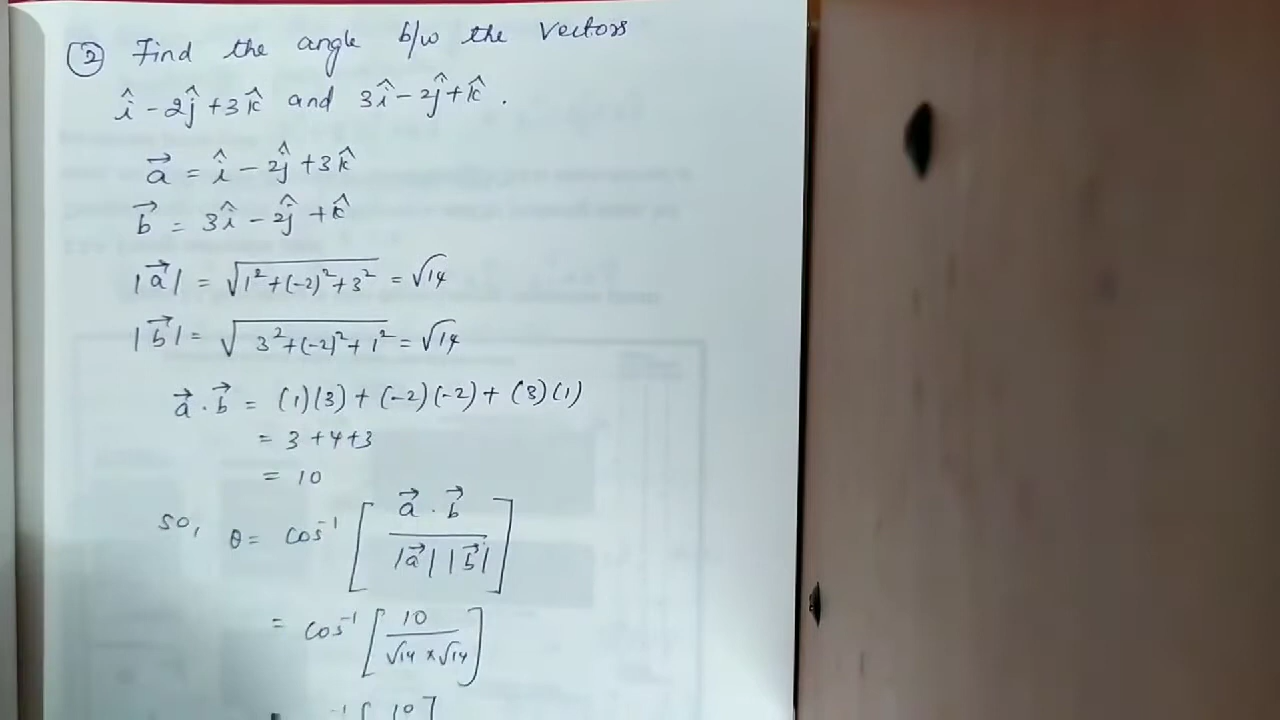 ② Find the angle b/w the vectors
î - 2ĵ + 3k̂ and 3î - 2ĵ + k̂ .
a⃗ = î - 2ĵ + 3k̂
b⃗ = 3î - 2ĵ + k̂
|a⃗| = √(1² + (-2)² + 3²) = √14
|b⃗| = √(3² + (-2)² + 1²) = √14
a⃗ . b⃗ = (1)(3) + (-2)(-2) + (3)(1)
= 3 + 4 + 3
= 10
so, θ = cos⁻¹ [ a⃗ . b⃗ / |a⃗| |b⃗| ]
= cos⁻¹ [ 10 / √14 × √14 ]
⁻¹ [ 10 ]